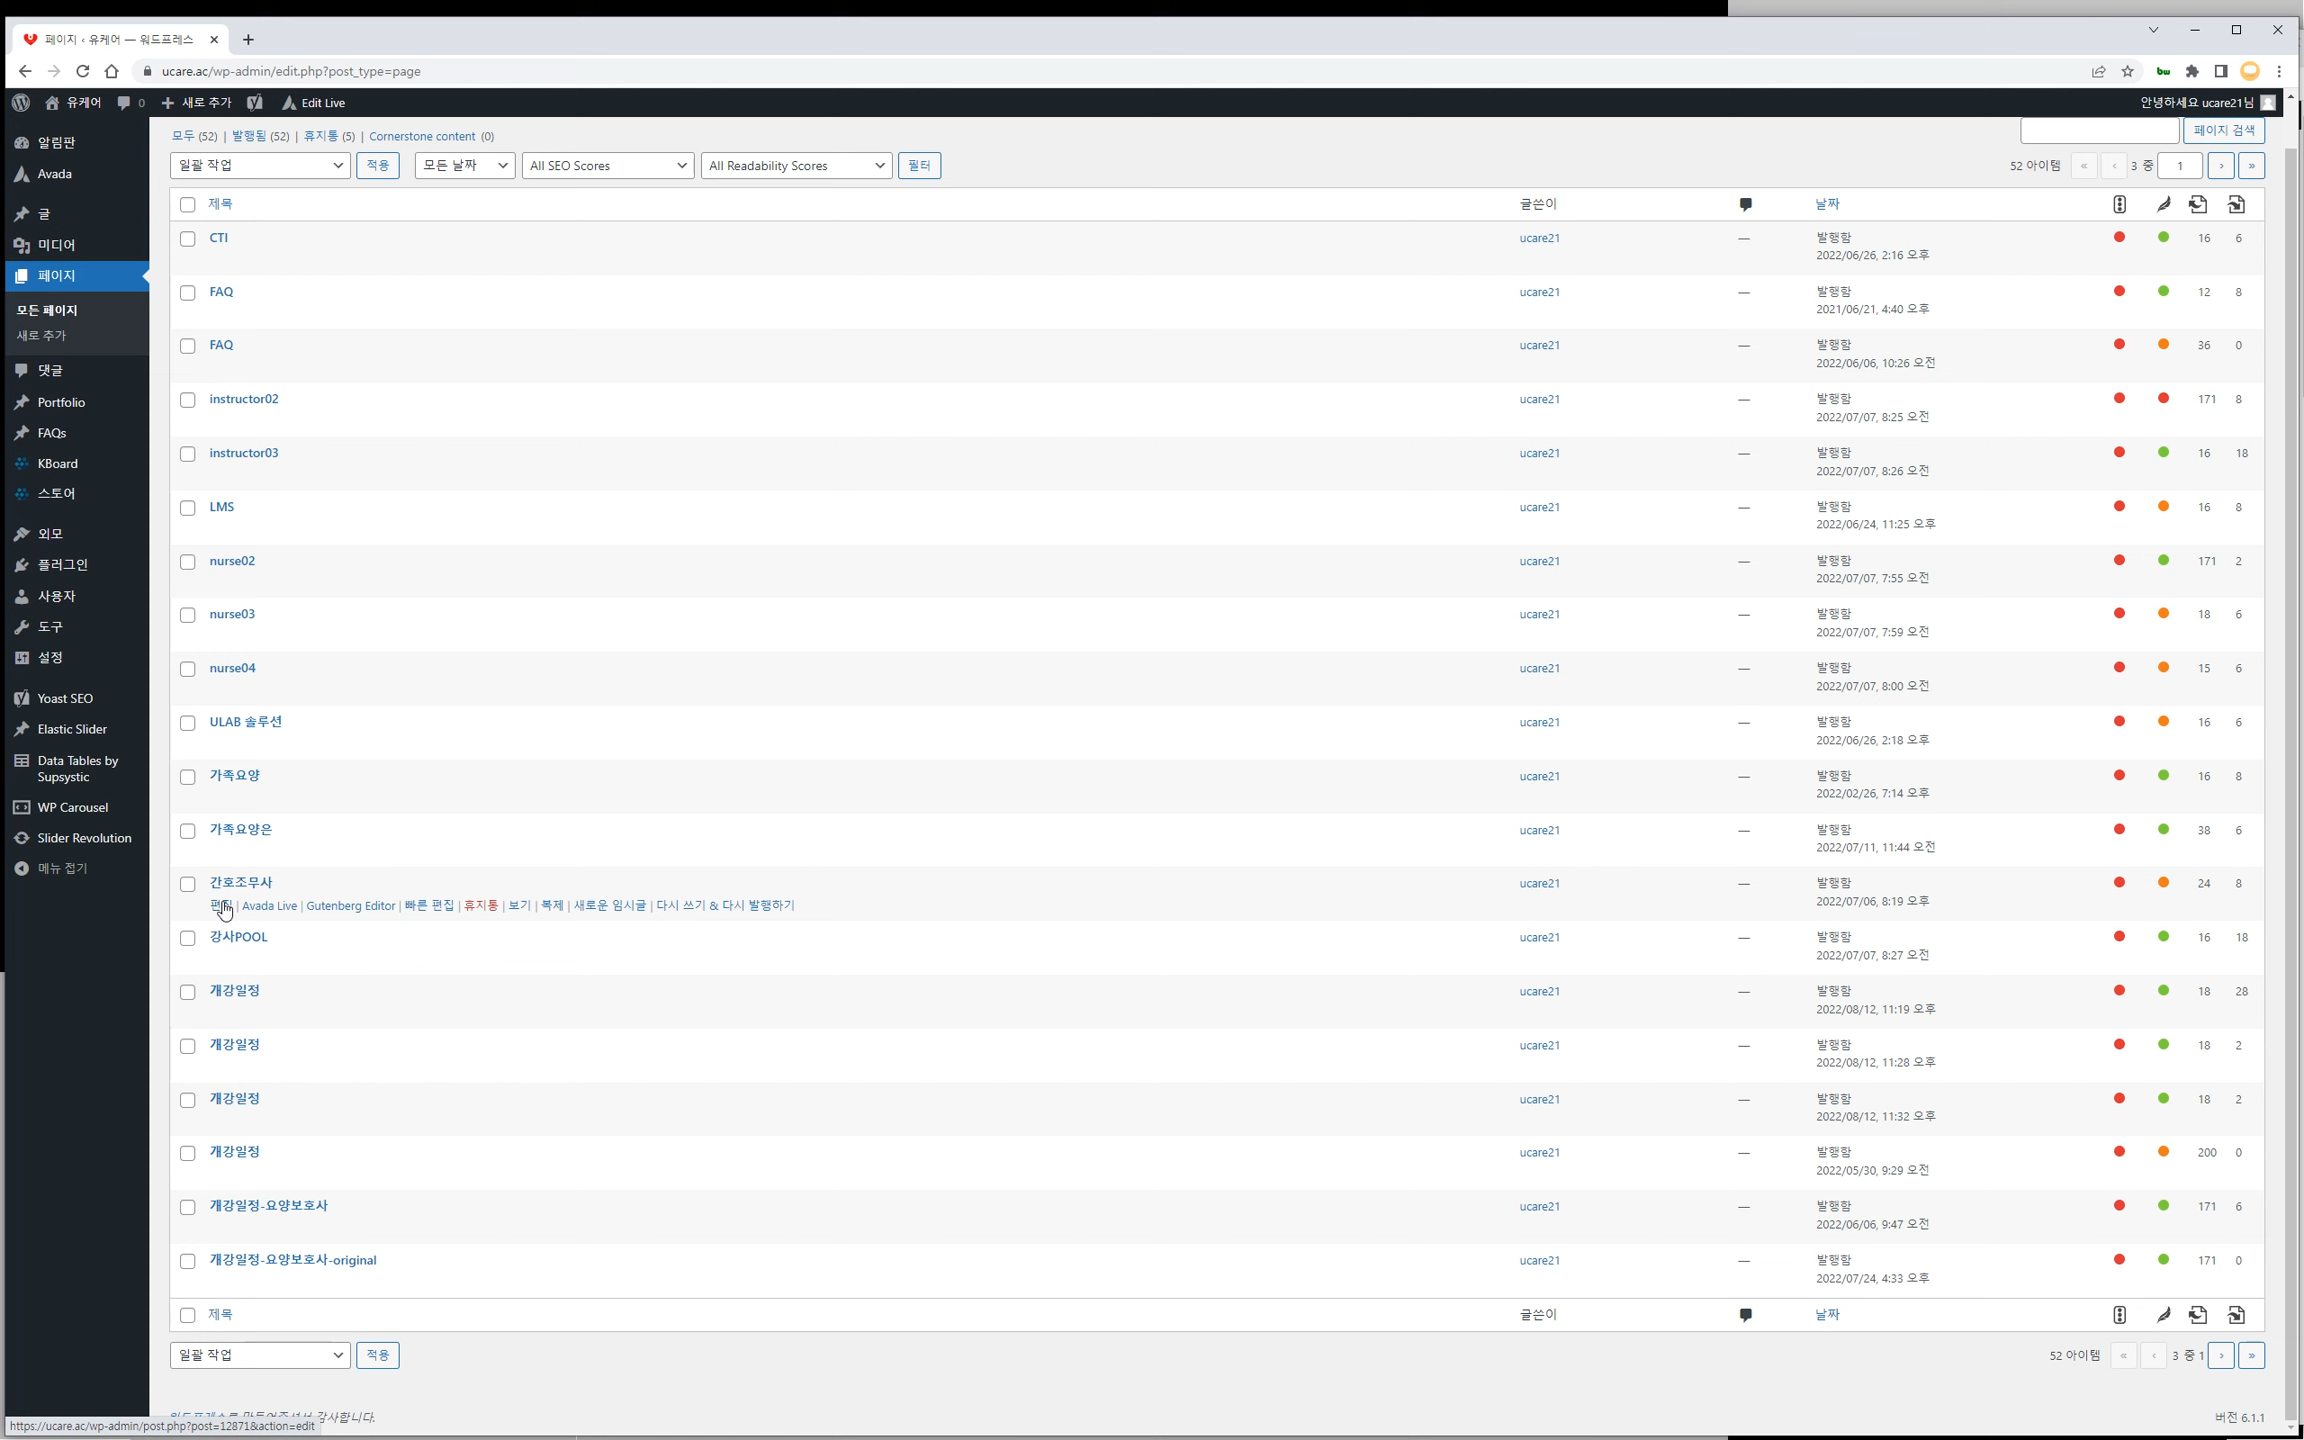 페이지 ‹ 유케어 — 워드프레스
ucare.ac/wp-admin/edit.php?post_type=page
유케어 0 새로 추가 Edit Live 안녕하세요 ucare21님
알림판
Avada
글
미디어
페이지
모든 페이지
새로 추가
댓글
Portfolio
FAQs
KBoard
스토어
외모
플러그인
사용자
도구
설정
Yoast SEO
Elastic Slider
Data Tables by
Supsystic
WP Carousel
Slider Revolution
메뉴 접기
모두 (52) | 발행됨 (52) | 휴지통 (5) | Cornerstone content (0) 페이지 검색
일괄 작업 적용 모든 날짜 All SEO Scores All Readability Scores 필터 52 아이템 « ‹ 3 중 1 › »
제목 글쓴이 날짜
CTI ucare21 — 발행함 16 6
2022/06/26, 2:16 오후
FAQ ucare21 — 발행함 12 8
2021/06/21, 4:40 오후
FAQ ucare21 — 발행함 36 0
2022/06/06, 10:26 오전
instructor02 ucare21 — 발행함 171 8
2022/07/07, 8:25 오전
instructor03 ucare21 — 발행함 16 18
2022/07/07, 8:26 오전
LMS ucare21 — 발행함 16 8
2022/06/24, 11:25 오후
nurse02 ucare21 — 발행함 171 2
2022/07/07, 7:55 오전
nurse03 ucare21 — 발행함 18 6
2022/07/07, 7:59 오전
nurse04 ucare21 — 발행함 15 6
2022/07/07, 8:00 오전
ULAB 솔루션 ucare21 — 발행함 16 6
2022/06/26, 2:18 오후
가족요양 ucare21 — 발행함 16 8
2022/02/26, 7:14 오후
가족요양은 ucare21 — 발행함 38 6
2022/07/11, 11:44 오전
간호조무사 ucare21 — 발행함 24 8
편집 | Avada Live | Gutenberg Editor | 빠른 편집 | 휴지통 | 보기 | 복제 | 새로운 임시글 | 다시 쓰기 & 다시 발행하기 2022/07/06, 8:19 오후
강사POOL ucare21 — 발행함 16 18
2022/07/07, 8:27 오전
개강일정 ucare21 — 발행함 18 28
2022/08/12, 11:19 오후
개강일정 ucare21 — 발행함 18 2
2022/08/12, 11:28 오후
개강일정 ucare21 — 발행함 18 2
2022/08/12, 11:32 오후
개강일정 ucare21 — 발행함 200 0
2022/05/30, 9:29 오전
개강일정-요양보호사 ucare21 — 발행함 171 6
2022/06/06, 9:47 오전
개강일정-요양보호사-original ucare21 — 발행함 171 0
2022/07/24, 4:33 오후
제목 글쓴이 날짜
일괄 작업 적용 52 아이템 « ‹ 3 중 1 › »
감사합니다. 버전 6.1.1
https://ucare.ac/wp-admin/post.php?post=12871&action=edit